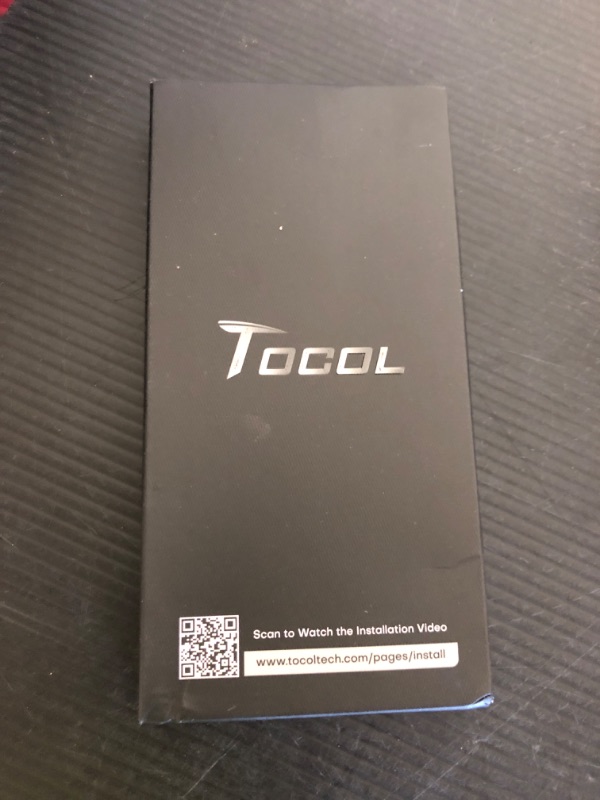 TOCOL
Scan to Watch the Installation Video
www.tocoltech.com/pages/install